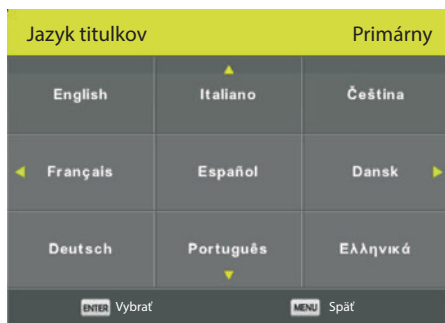 Jazyk titulkov Primárny
English Italiano Čeština
Français Español Dansk
Deutsch Português Ελληνικά
ENTER Vybrať MENU Späť